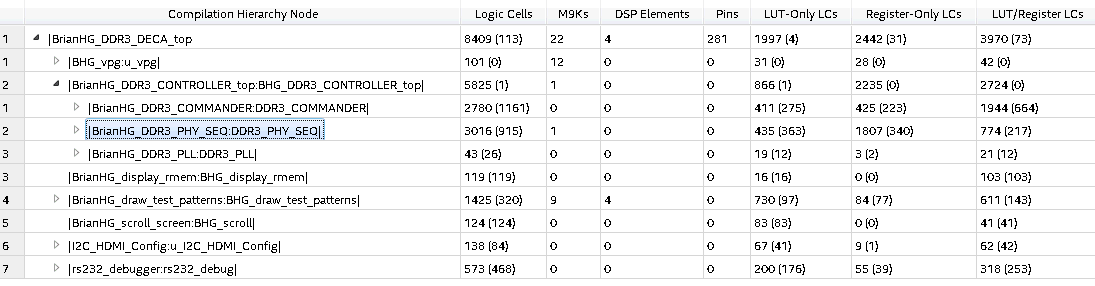 Compilation Hierarchy Node Logic Cells M9Ks DSP Elements Pins LUT-Only LCs Register-Only LCs LUT/Register LCs
1 |BrianHG_DDR3_DECA_top 8409 (113) 22 4 281 1997 (4) 2442 (31) 3970 (73)
1 |BHG_vpg:u_vpg| 101 (0) 12 0 0 31 (0) 28 (0) 42 (0)
2 |BrianHG_DDR3_CONTROLLER_top:BHG_DDR3_CONTROLLER_top| 5825 (1) 1 0 0 866 (1) 2235 (0) 2724 (0)
1 |BrianHG_DDR3_COMMANDER:DDR3_COMMANDER| 2780 (1161) 0 0 0 411 (275) 425 (223) 1944 (664)
2 |BrianHG_DDR3_PHY_SEQ:DDR3_PHY_SEQ| 3016 (915) 1 0 0 435 (363) 1807 (340) 774 (217)
3 |BrianHG_DDR3_PLL:DDR3_PLL| 43 (26) 0 0 0 19 (12) 3 (2) 21 (12)
3 |BrianHG_display_rmem:BHG_display_rmem| 119 (119) 0 0 0 16 (16) 0 (0) 103 (103)
4 |BrianHG_draw_test_patterns:BHG_draw_test_patterns| 1425 (320) 9 4 0 730 (97) 84 (77) 611 (143)
5 |BrianHG_scroll_screen:BHG_scroll| 124 (124) 0 0 0 83 (83) 0 (0) 41 (41)
6 |I2C_HDMI_Config:u_I2C_HDMI_Config| 138 (84) 0 0 0 67 (41) 9 (1) 62 (42)
7 |rs232_debugger:rs232_debug| 573 (468) 0 0 0 200 (176) 55 (39) 318 (253)